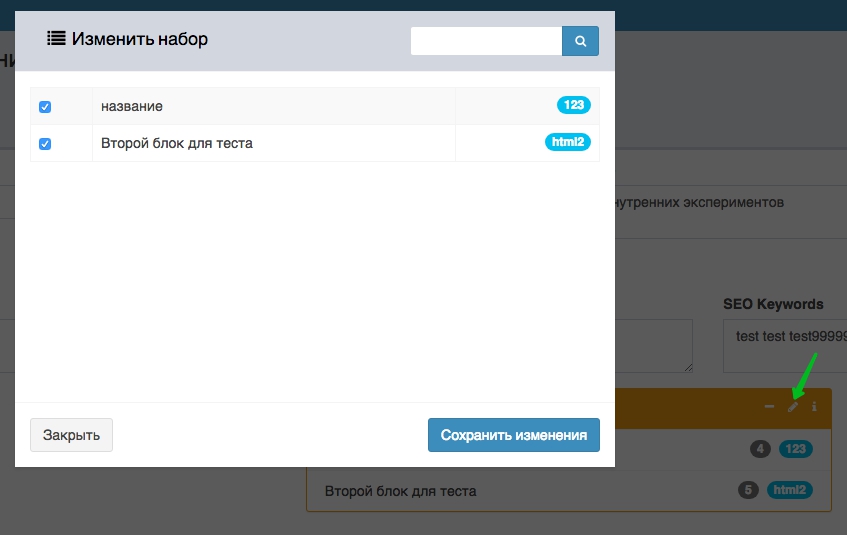 Изменить набор
название
123
Второй блок для теста
html2
нутренних экспериментов
SEO Keywords
test test test99999
4 123
Второй блок для теста
5 html2
Закрыть
Сохранить изменения